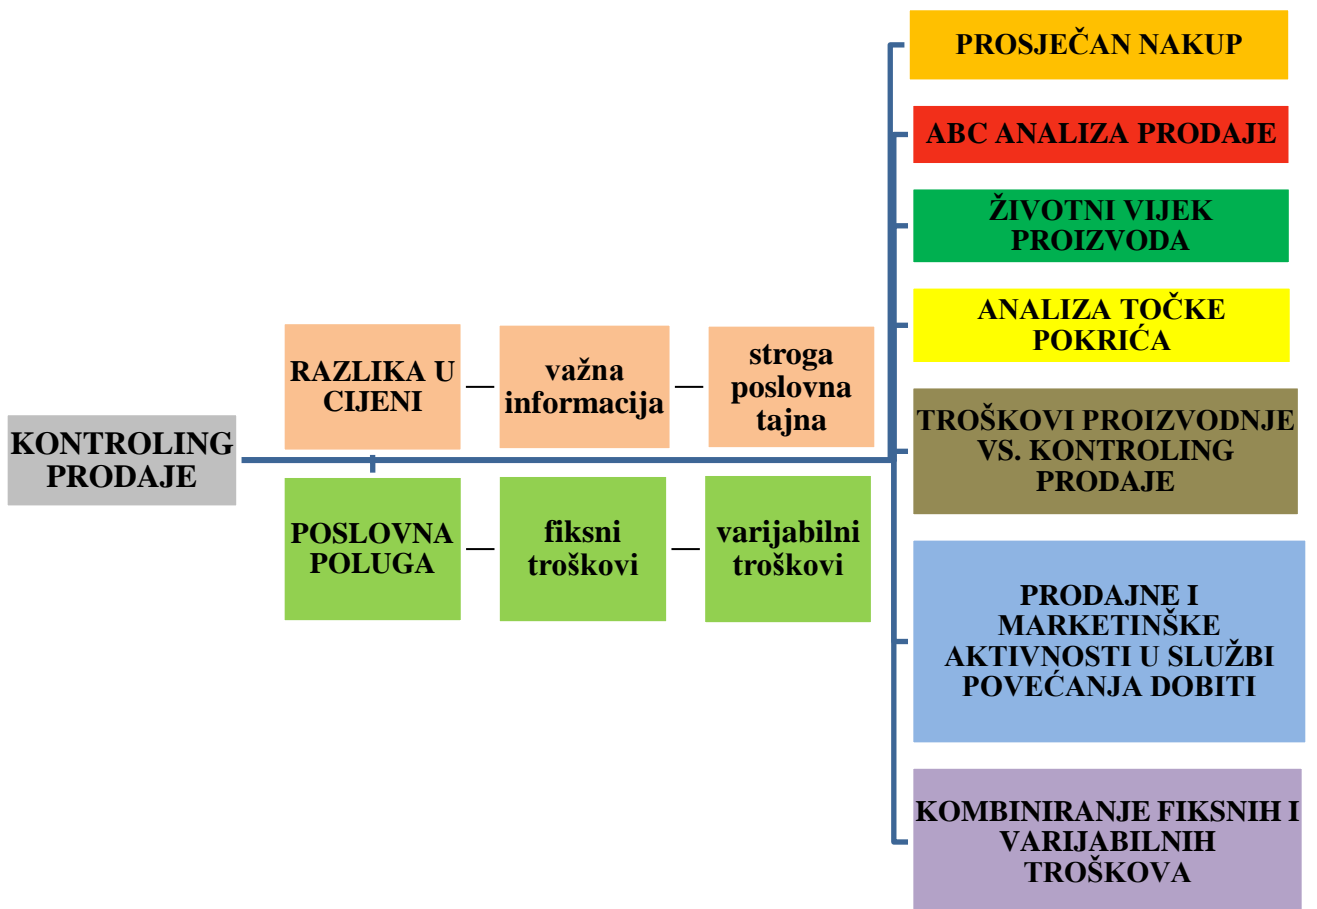 KONTROLING
PRODAJE
RAZLIKA U
CIJENI
važna
informacija
stroga
poslovna
tajna
POSLOVNA
POLUGA
fiksni
troškovi
varijabilni
troškovi
PROSJEČAN NAKUP
ABC ANALIZA PRODAJE
ŽIVOTNI VIJEK
PROIZVODA
ANALIZA TOČKE
POKRIĆA
TROŠKOVI PROIZVODNJE
VS. KONTROLING
PRODAJE
PRODAJNE I
MARKETINŠKE
AKTIVNOSTI U SLUŽBI
POVEĆANJA DOBITI
KOMBINIRANJE FIKSNIH I
VARIJABILNIH
TROŠKOVA